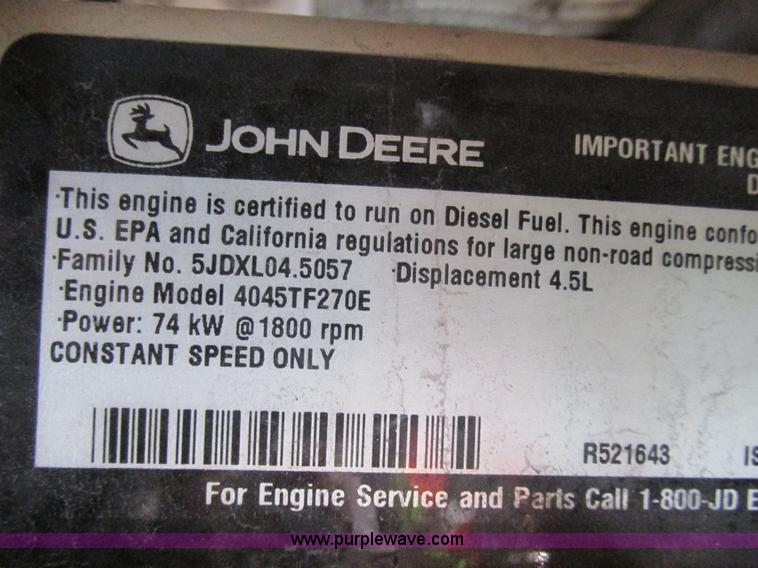 JOHN DEERE
IMPORTANT ENG
D
·This engine is certified to run on Diesel Fuel. This engine confo
U.S. EPA and California regulations for large non-road compressi
·Family No. 5JDXL04.5057 ·Displacement 4.5L
·Engine Model 4045TF270E
·Power: 74 kW @1800 rpm
CONSTANT SPEED ONLY
R521643 IS
For Engine Service and Parts Call 1-800-JD E
www.purplewave.com